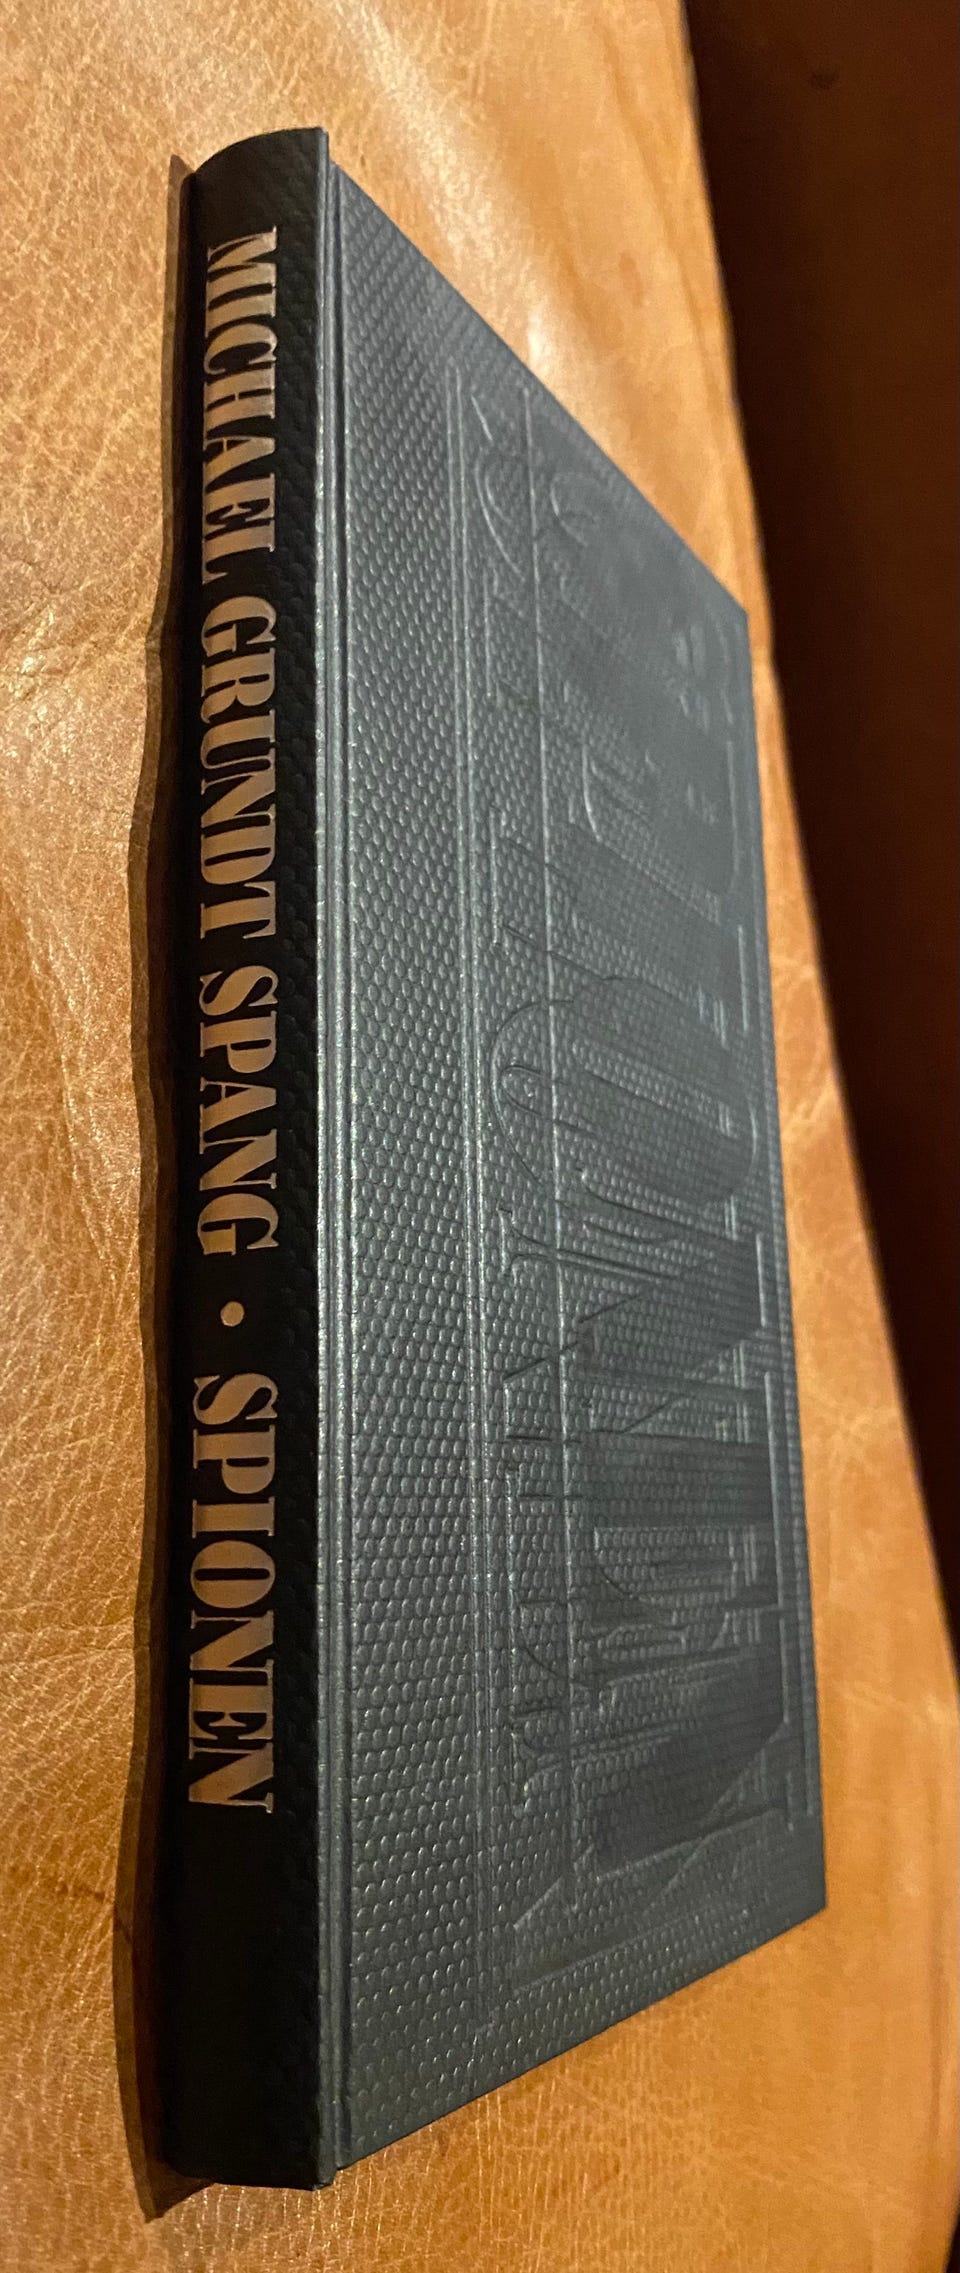 MICHAEL GRUNDT SPANG • SPIONEN